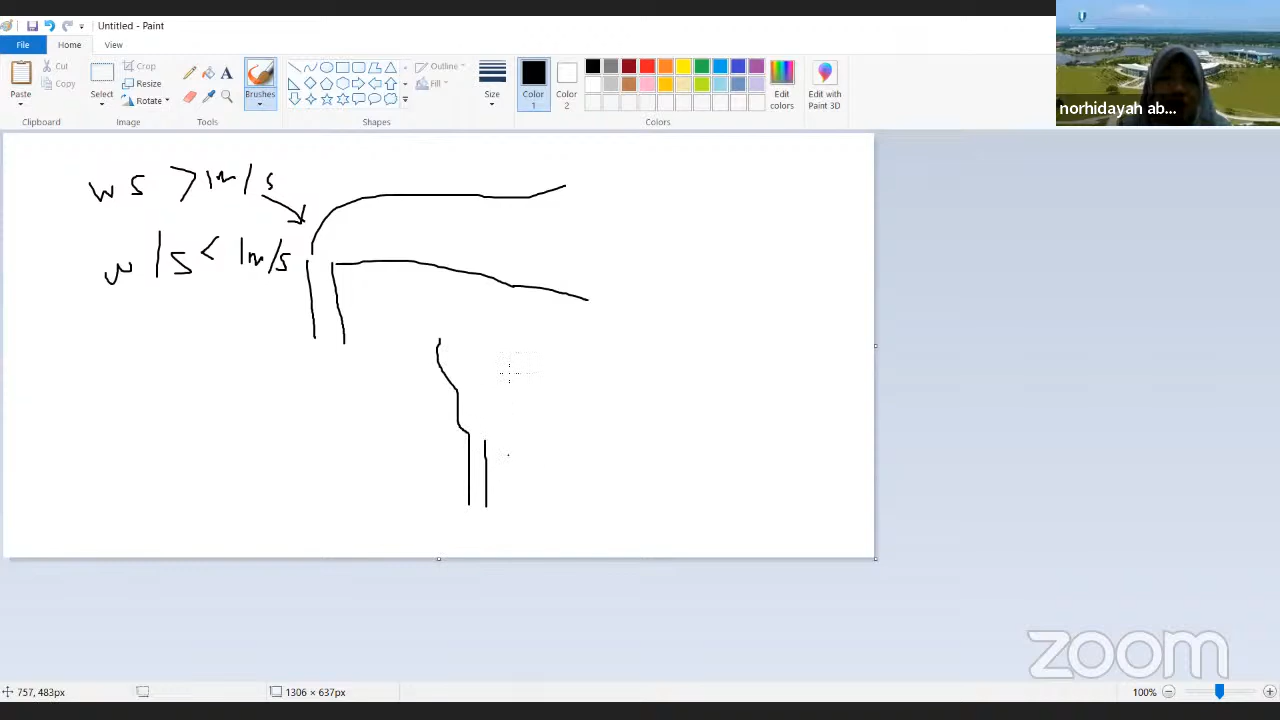 Untitled - Paint
File Home View
Paste Cut Copy Clipboard
Select Crop Resize Rotate Image
Tools
Brushes
Outline Fill Shapes
Size
Color 1 Color 2 Edit colors Colors
Edit with Paint 3D
norhidayah ab...
w s > 1m/s
w/s < 1m/s
zoom
757, 483px 1306 × 637px 100%